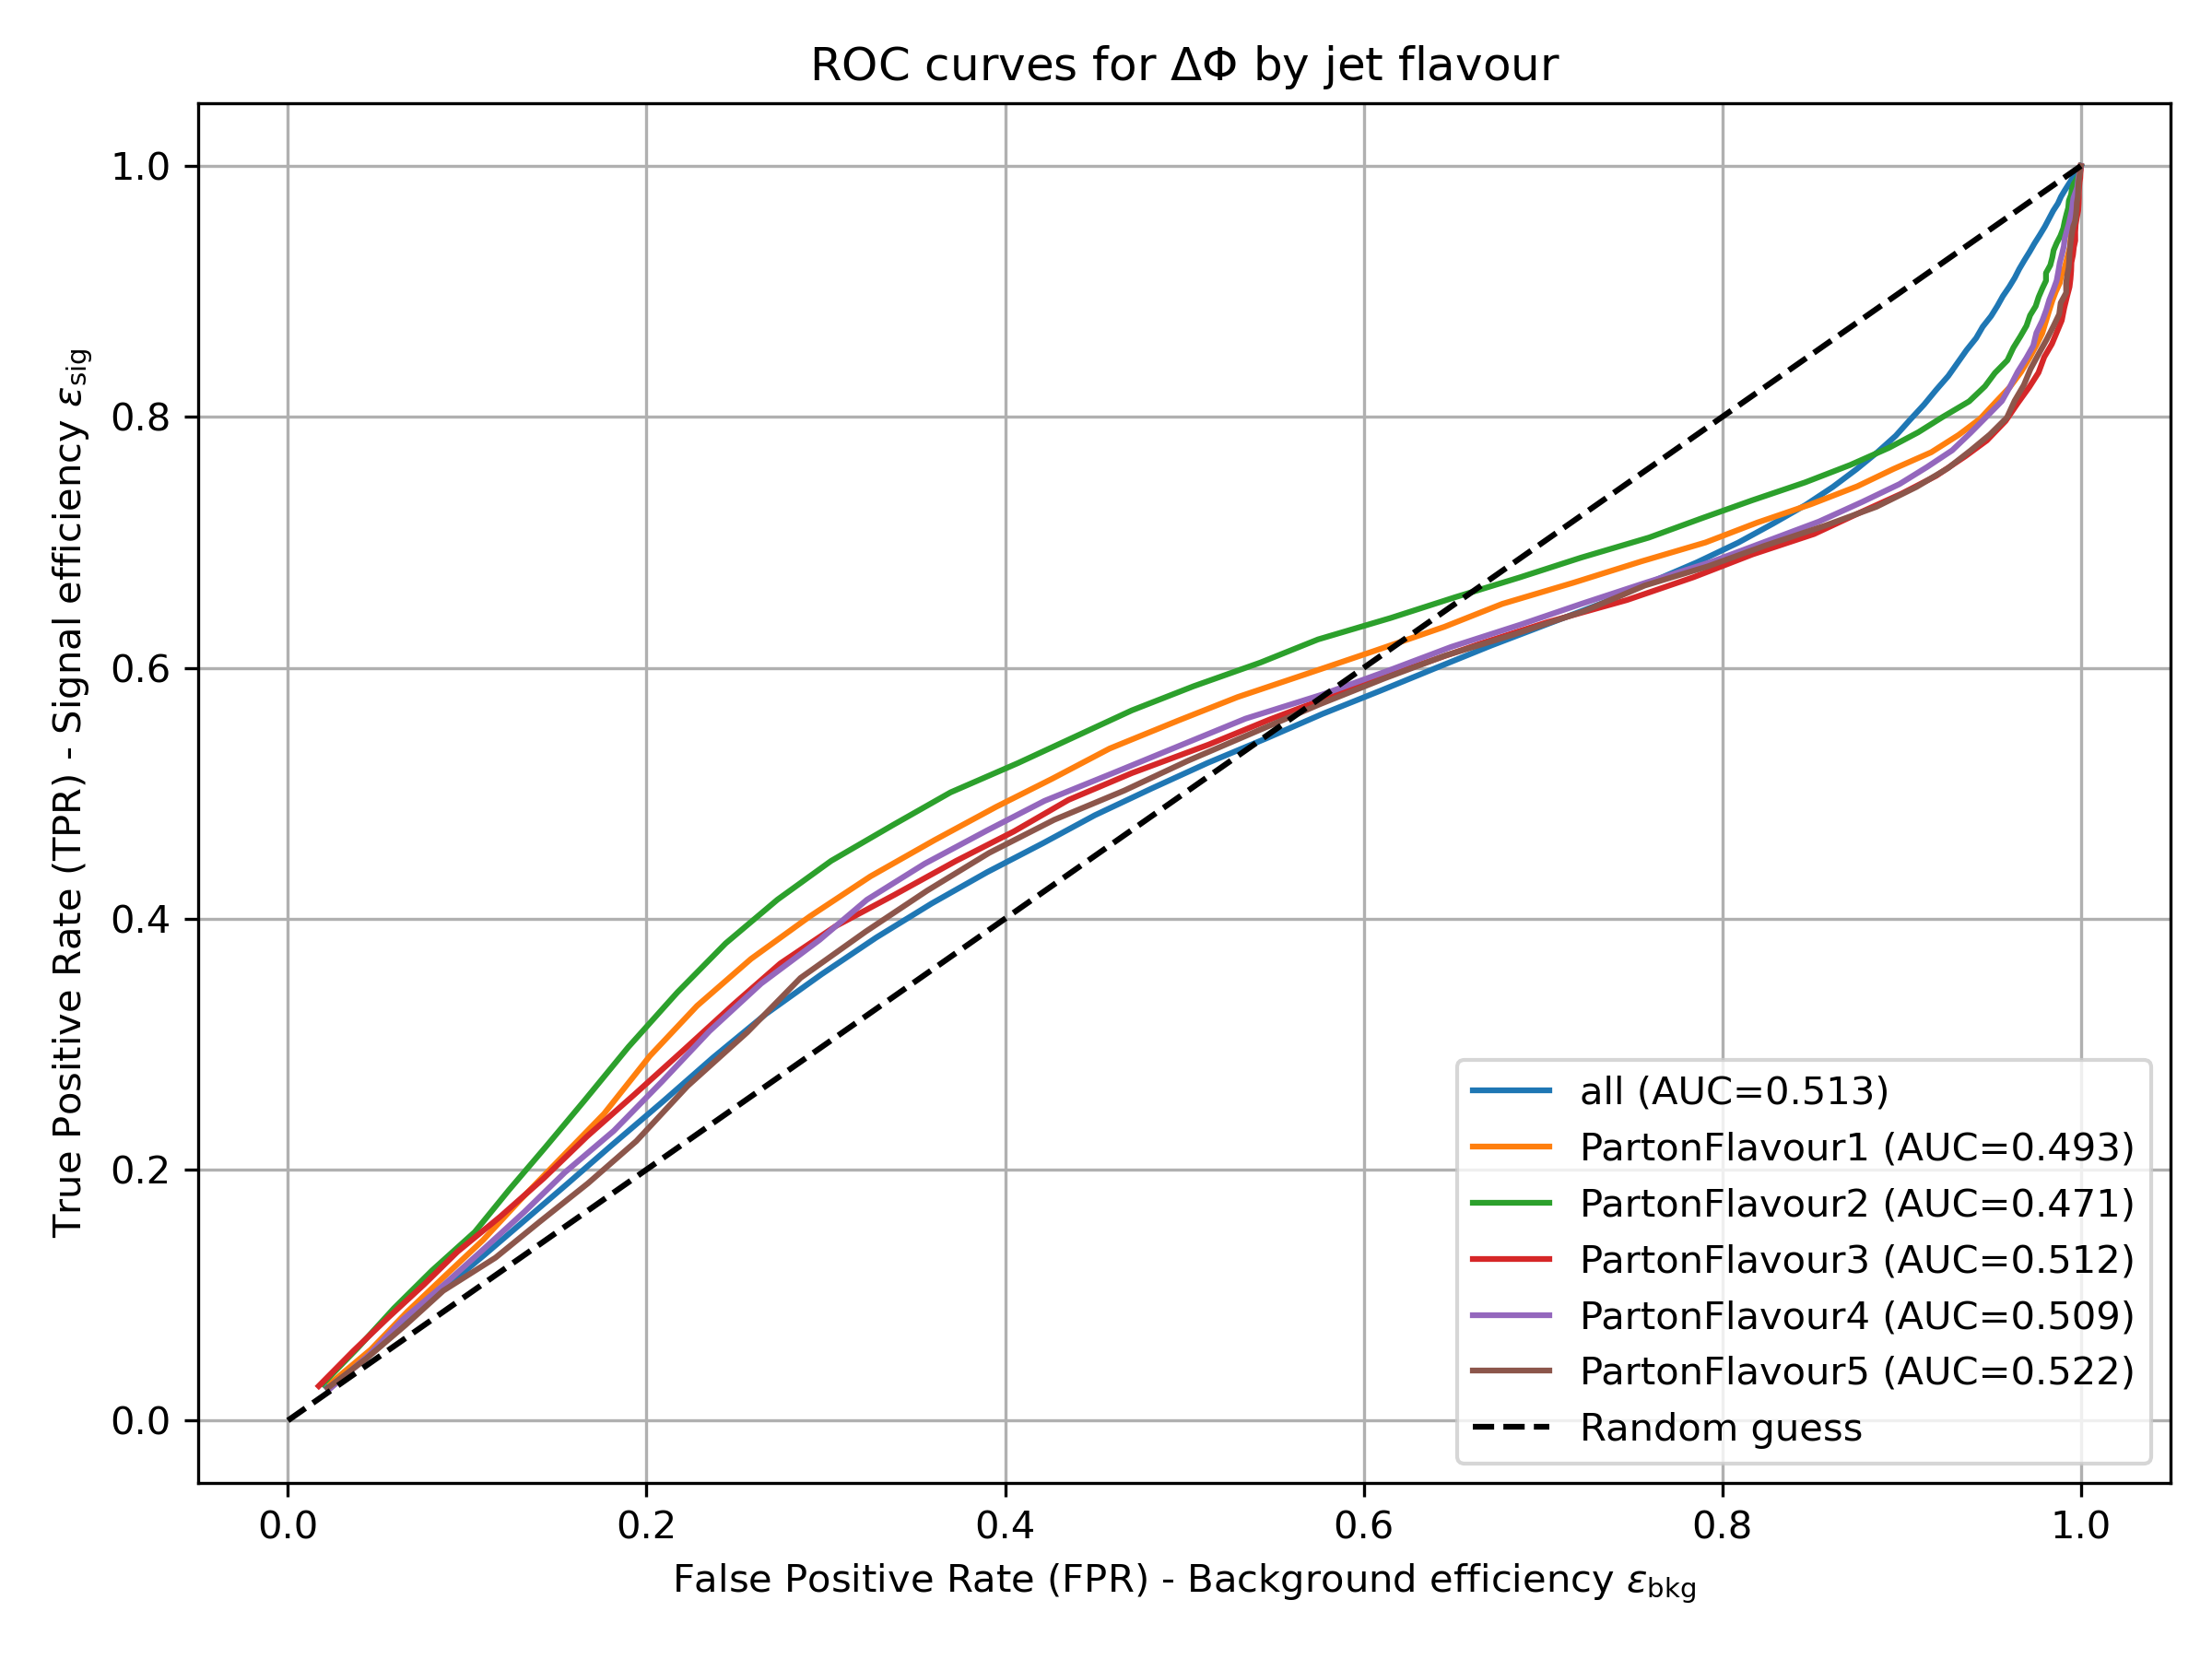 ROC curves for ΔΦ by jet flavour
True Positive Rate (TPR) - Signal efficiency ε_sig
1.0
0.8
0.6
0.4
0.2
0.0
all (AUC=0.513)
PartonFlavour1 (AUC=0.493)
PartonFlavour2 (AUC=0.471)
PartonFlavour3 (AUC=0.512)
PartonFlavour4 (AUC=0.509)
PartonFlavour5 (AUC=0.522)
Random guess
0.0 0.2 0.4 0.6 0.8 1.0
False Positive Rate (FPR) - Background efficiency ε_bkg